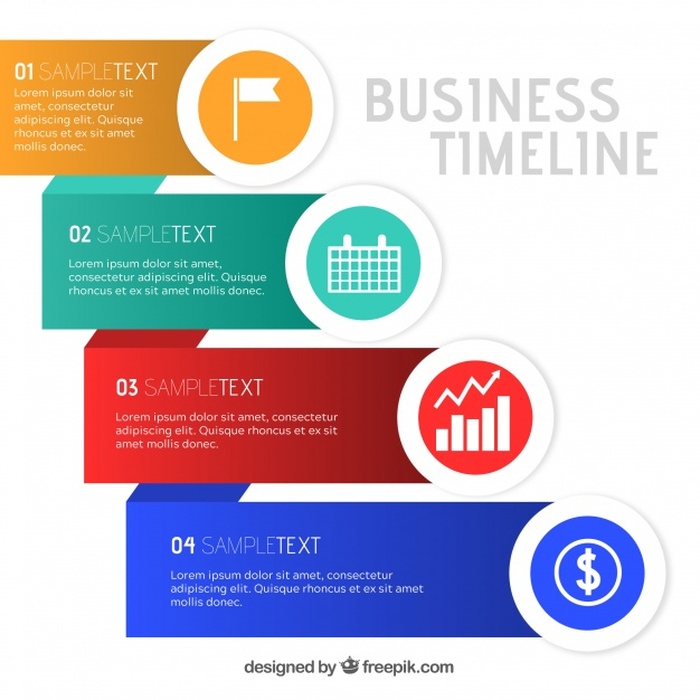 BUSINESS
TIMELINE
01 SAMPLETEXT
Lorem ipsum dolor sit
amet, consectetur
adipiscing elit. Quisque
rhoncus et ex sit amet
mollis donec.
02 SAMPLETEXT
Lorem ipsum dolor sit amet,
consectetur adipiscing elit. Quisque
rhoncus et ex sit amet mollis donec.
03 SAMPLETEXT
Lorem ipsum dolor sit amet, consectetur
adipiscing elit. Quisque rhoncus et ex sit
amet mollis donec.
04 SAMPLETEXT
Lorem ipsum dolor sit amet, consectetur
adipiscing elit. Quisque rhoncus et ex sit amet
mollis donec.
$
designed by freepik.com